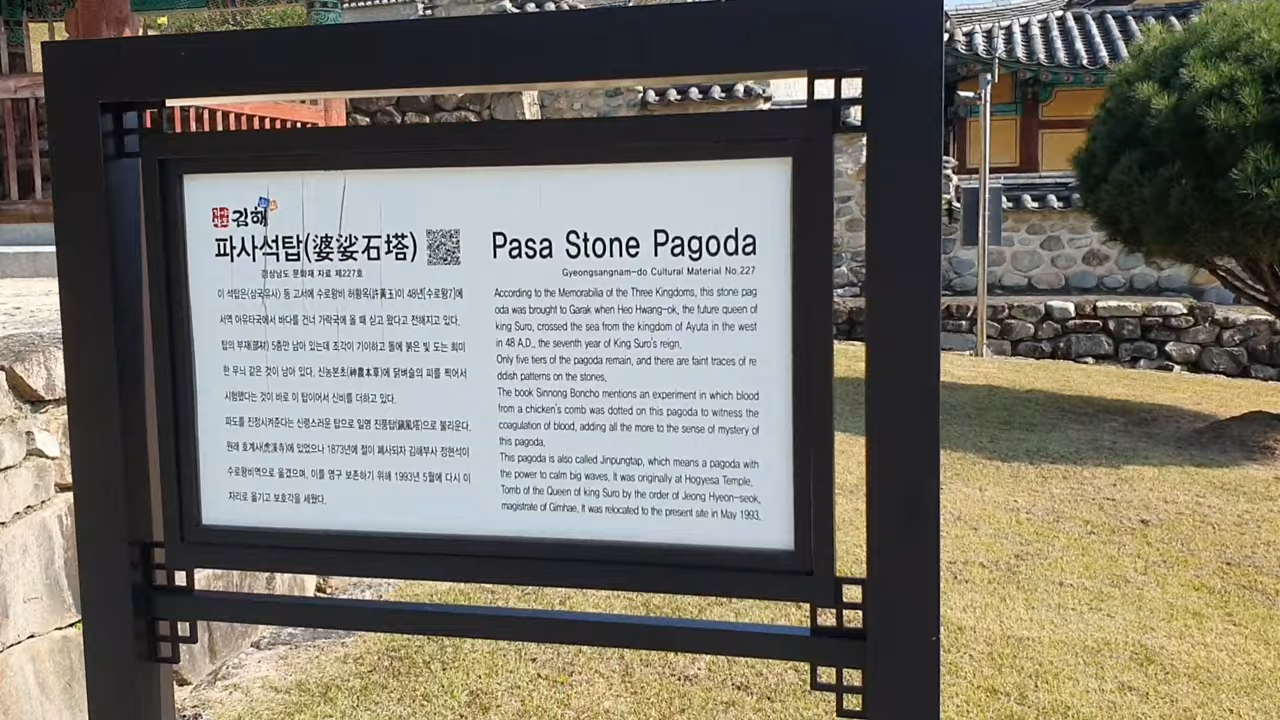 김해
파사석탑(婆娑石塔)
경상남도 문화재 자료 제227호
이 석탑은(삼국유사) 등 고서에 수로왕비 허황옥(許黃玉)이 48년[수로왕7]에
서역 아유타국에서 바다를 건너 가락국에 올 때 싣고 왔다고 전해지고 있다.
탑의 부재(部材) 5층만 남아 있는데 조각이 기이하고 돌에 붉은 빛 도는 희미
한 무늬 같은 것이 남아 있다. 신농본초(神農本草)에 닭벼슬의 피를 찍어서
시험했다는 것이 바로 이 탑이어서 신비를 더하고 있다.
파도를 진정시켜준다는 신령스러운 탑으로 일명 진풍탑(鎭風塔)으로 불리운다.
원래 호계사(虎溪寺)에 있었으나 1873년에 절이 폐사되자 김해부사 정현석이
수로왕비역으로 옮겼으며, 이를 영구 보존하기 위해 1993년 5월에 다시 이
자리로 옮기고 보호각을 세웠다.
Pasa Stone Pagoda
Gyeongsangnam-do Cultural Material No.227
According to the Memorabilia of the Three Kingdoms, this stone pag
oda was brought to Garak when Heo Hwang-ok, the future queen of
king Suro, crossed the sea from the kingdom of Ayuta in the west
in 48 A.D., the seventh year of King Suro's reign.
Only five tiers of the pagoda remain, and there are faint traces of re
ddish patterns on the stones.
The book Sinnong Boncho mentions an experiment in which blood
from a chicken's comb was dotted on this pagoda to witness the
coagulation of blood, adding all the more to the sense of mystery of
this pagoda.
This pagoda is also called Jinpungtap, which means a pagoda with
the power to calm big waves. It was originally at Hogyesa Temple,
Tomb of the Queen of king Suro by the order of Jeong Hyeon-seok,
magistrate of Gimhae. It was relocated to the present site in May 1993.